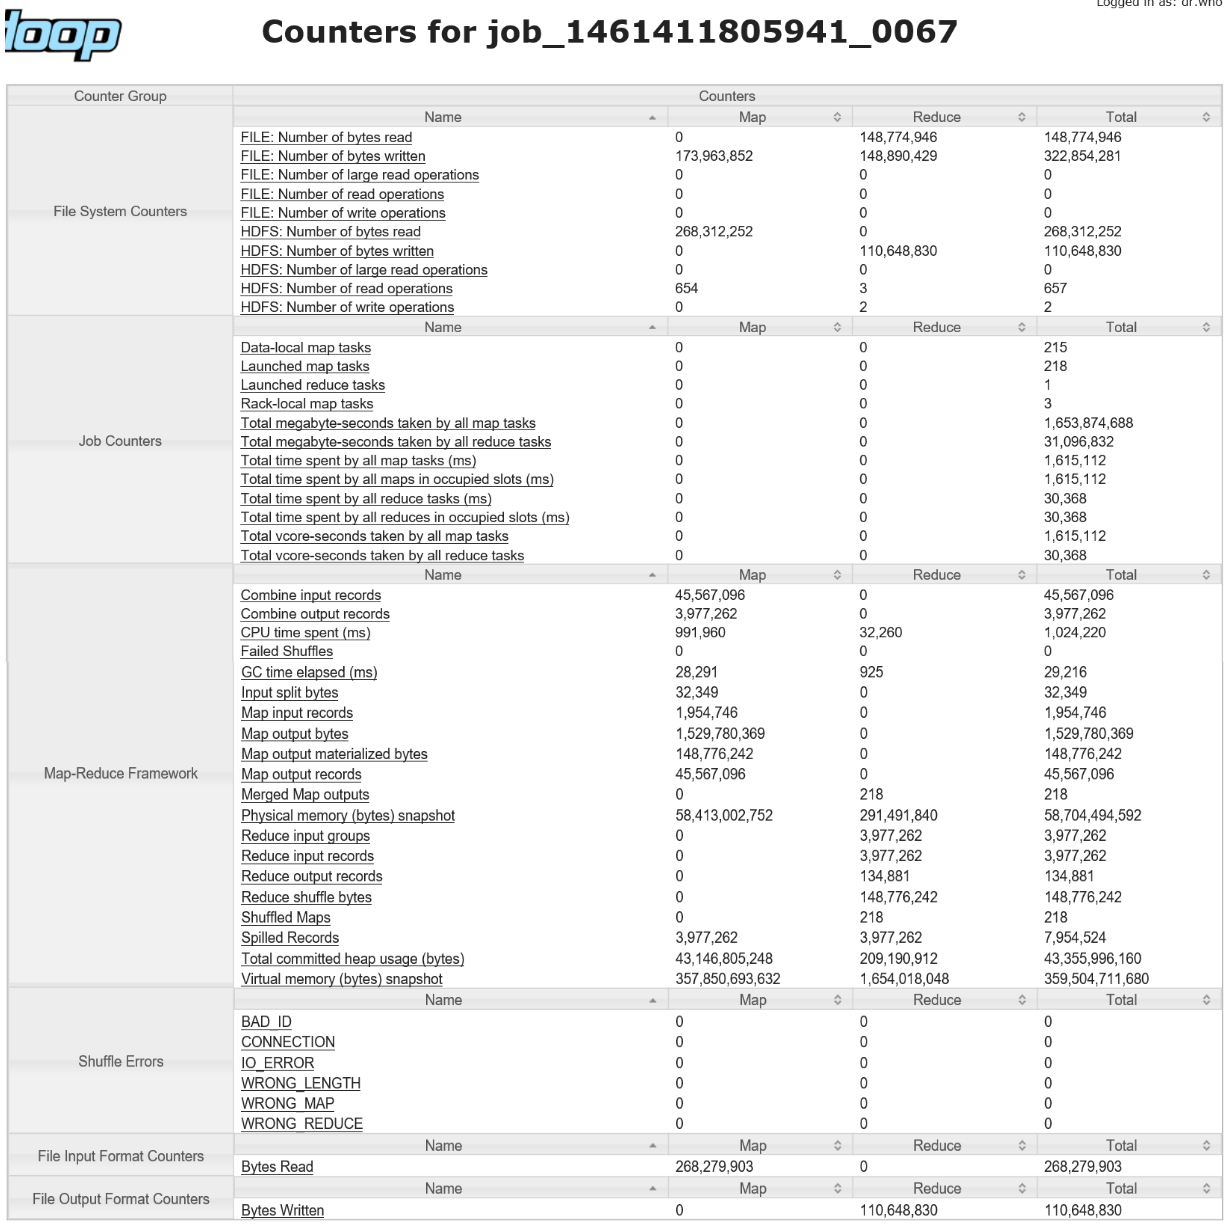 Logged in as: dr.who
loop
Counters for job_1461411805941_0067
Counter Group Counters
File System Counters
Name Map Reduce Total
FILE: Number of bytes read 0 148,774,946 148,774,946
FILE: Number of bytes written 173,963,852 148,890,429 322,854,281
FILE: Number of large read operations 0 0 0
FILE: Number of read operations 0 0 0
FILE: Number of write operations 0 0 0
HDFS: Number of bytes read 268,312,252 0 268,312,252
HDFS: Number of bytes written 0 110,648,830 110,648,830
HDFS: Number of large read operations 0 0 0
HDFS: Number of read operations 654 3 657
HDFS: Number of write operations 0 2 2
Job Counters
Name Map Reduce Total
Data-local map tasks 0 0 215
Launched map tasks 0 0 218
Launched reduce tasks 0 0 1
Rack-local map tasks 0 0 3
Total megabyte-seconds taken by all map tasks 0 0 1,653,874,688
Total megabyte-seconds taken by all reduce tasks 0 0 31,096,832
Total time spent by all map tasks (ms) 0 0 1,615,112
Total time spent by all maps in occupied slots (ms) 0 0 1,615,112
Total time spent by all reduce tasks (ms) 0 0 30,368
Total time spent by all reduces in occupied slots (ms) 0 0 30,368
Total vcore-seconds taken by all map tasks 0 0 1,615,112
Total vcore-seconds taken by all reduce tasks 0 0 30,368
Map-Reduce Framework
Name Map Reduce Total
Combine input records 45,567,096 0 45,567,096
Combine output records 3,977,262 0 3,977,262
CPU time spent (ms) 991,960 32,260 1,024,220
Failed Shuffles 0 0 0
GC time elapsed (ms) 28,291 925 29,216
Input split bytes 32,349 0 32,349
Map input records 1,954,746 0 1,954,746
Map output bytes 1,529,780,369 0 1,529,780,369
Map output materialized bytes 148,776,242 0 148,776,242
Map output records 45,567,096 0 45,567,096
Merged Map outputs 0 218 218
Physical memory (bytes) snapshot 58,413,002,752 291,491,840 58,704,494,592
Reduce input groups 0 3,977,262 3,977,262
Reduce input records 0 3,977,262 3,977,262
Reduce output records 0 134,881 134,881
Reduce shuffle bytes 0 148,776,242 148,776,242
Shuffled Maps 0 218 218
Spilled Records 3,977,262 3,977,262 7,954,524
Total committed heap usage (bytes) 43,146,805,248 209,190,912 43,355,996,160
Virtual memory (bytes) snapshot 357,850,693,632 1,654,018,048 359,504,711,680
Shuffle Errors
Name Map Reduce Total
BAD_ID 0 0 0
CONNECTION 0 0 0
IO_ERROR 0 0 0
WRONG_LENGTH 0 0 0
WRONG_MAP 0 0 0
WRONG_REDUCE 0 0 0
File Input Format Counters
Name Map Reduce Total
Bytes Read 268,279,903 0 268,279,903
File Output Format Counters
Name Map Reduce Total
Bytes Written 0 110,648,830 110,648,830